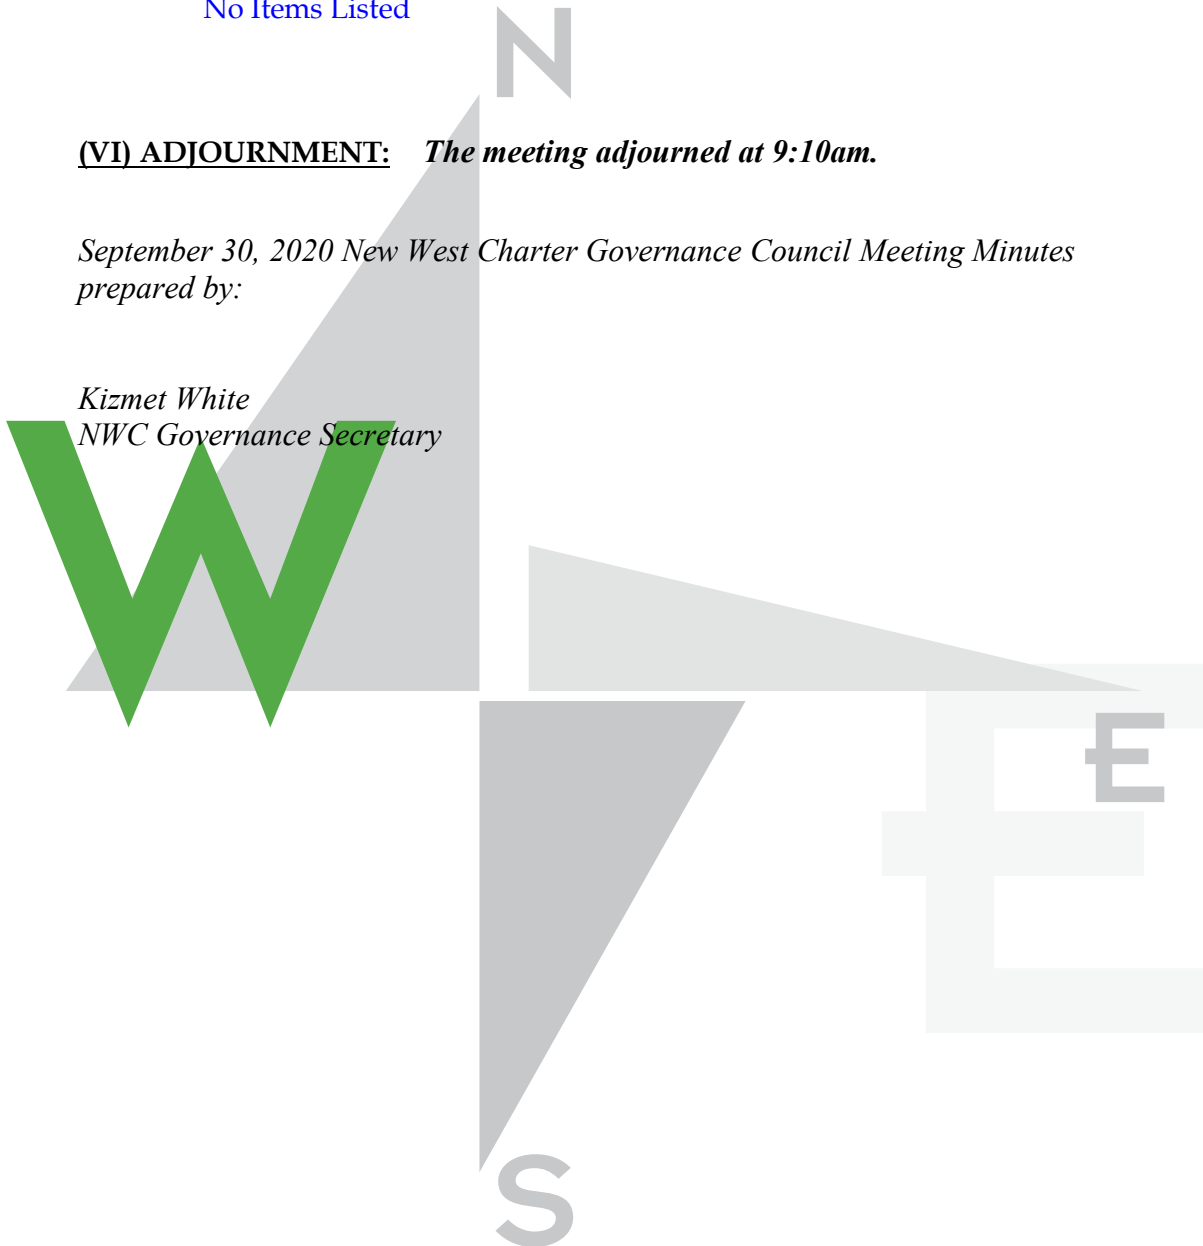 No Items Listed
N
(VI) ADJOURNMENT: The meeting adjourned at 9:10am.
September 30, 2020 New West Charter Governance Council Meeting Minutes
prepared by:
Kizmet White
NWC Governance Secretary
W
E
E
S